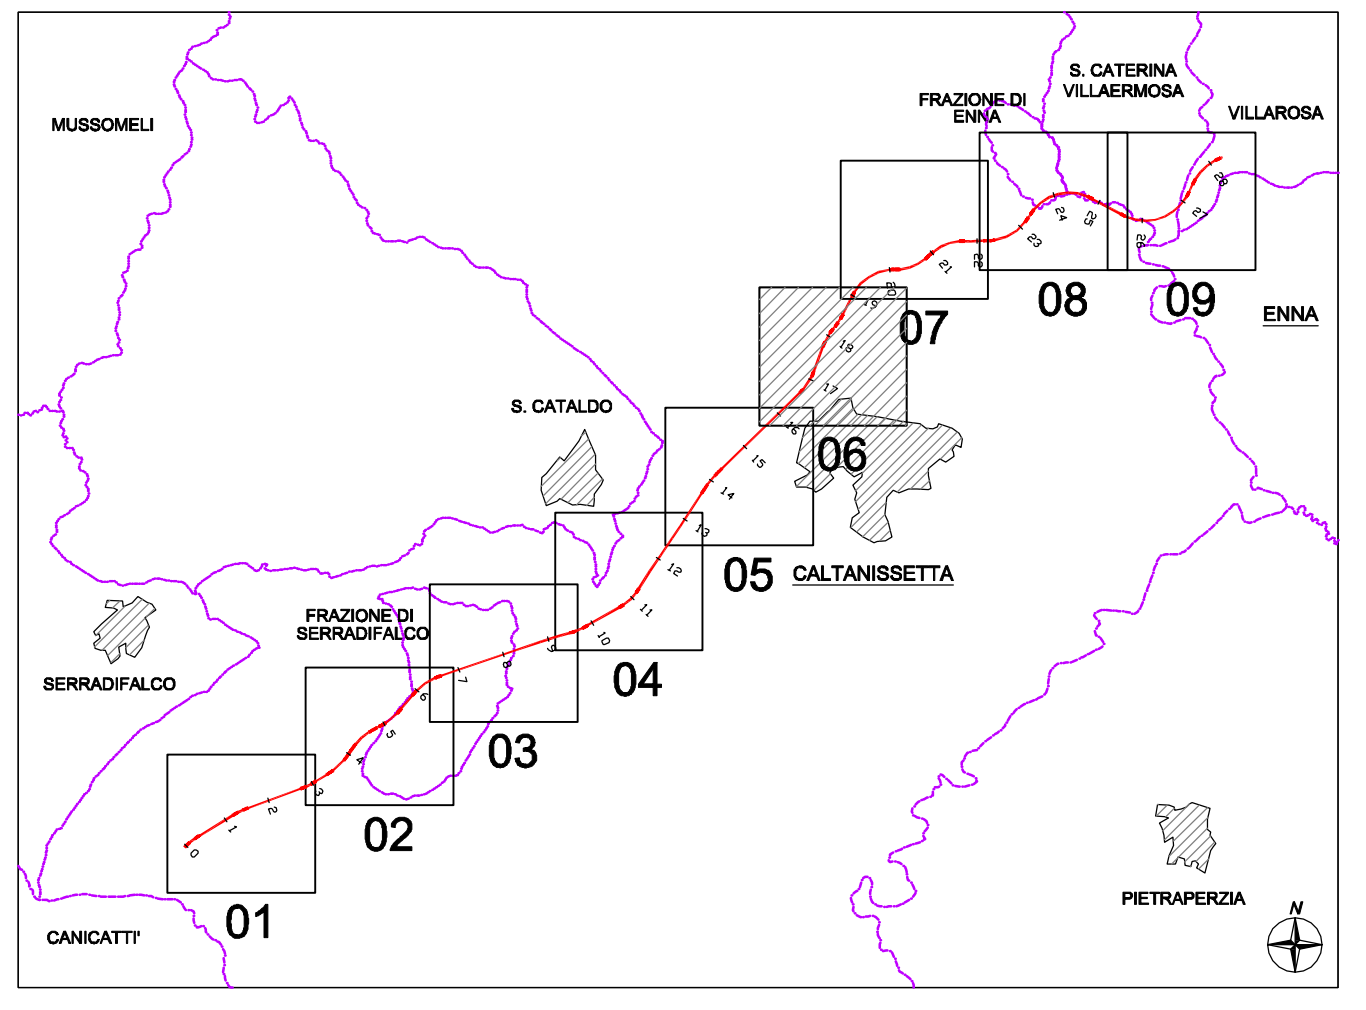 S. CATERINA
VILLAERMOSA
FRAZIONE DI
ENNA
VILLAROSA
MUSSOMELI
28
27
26
25
24
23
22
21
20
19
18
17
16
15
14
13
12
11
10
9
8
7
6
5
4
3
2
1
0
08
09
07
ENNA
S. CATALDO
06
05
CALTANISSETTA
FRAZIONE DI
SERRADIFALCO
04
SERRADIFALCO
03
02
01
PIETRAPERZIA
CANICATTI'
N